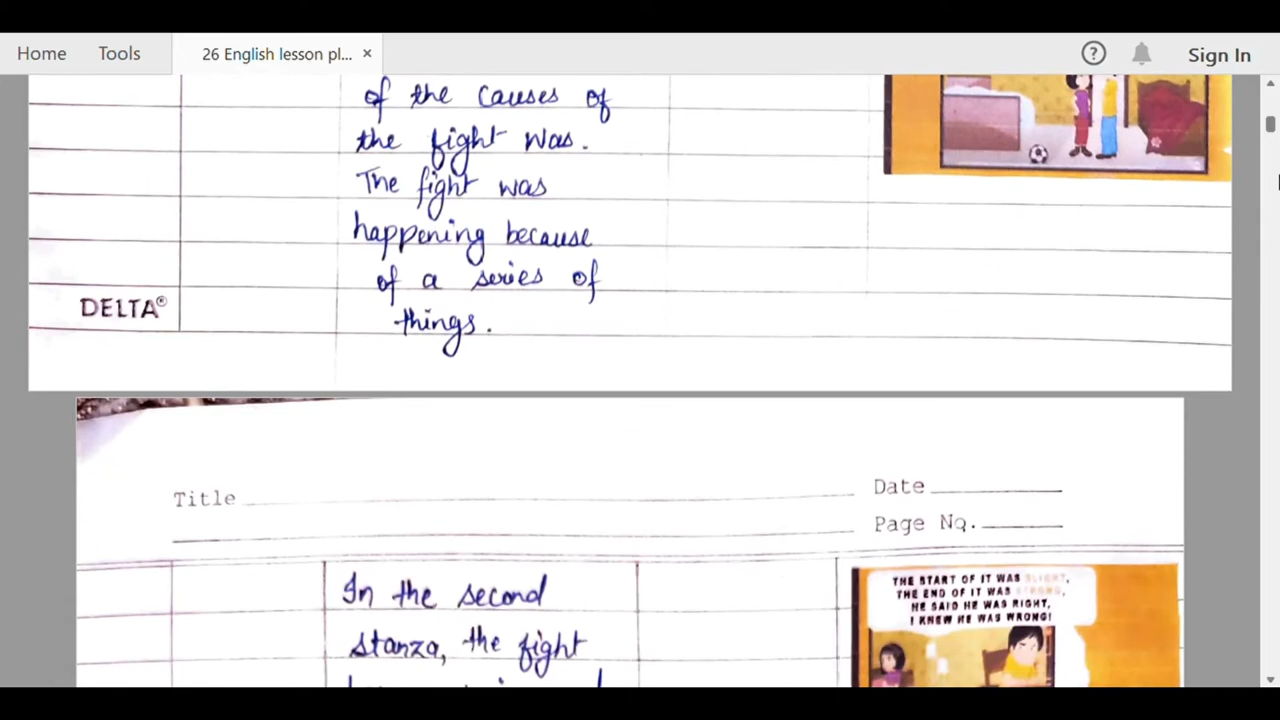 Home Tools 26 English lesson pl... × ? Sign In
of the causes of
the fight was.
The fight was
happening because
of a series of
things.
DELTA®
Title Date
Page No.
In the second
stanza, the fight
THE START OF IT WAS SLIGHT,
THE END OF IT WAS STRONG,
HE SAID HE WAS RIGHT,
I KNEW HE WAS WRONG!